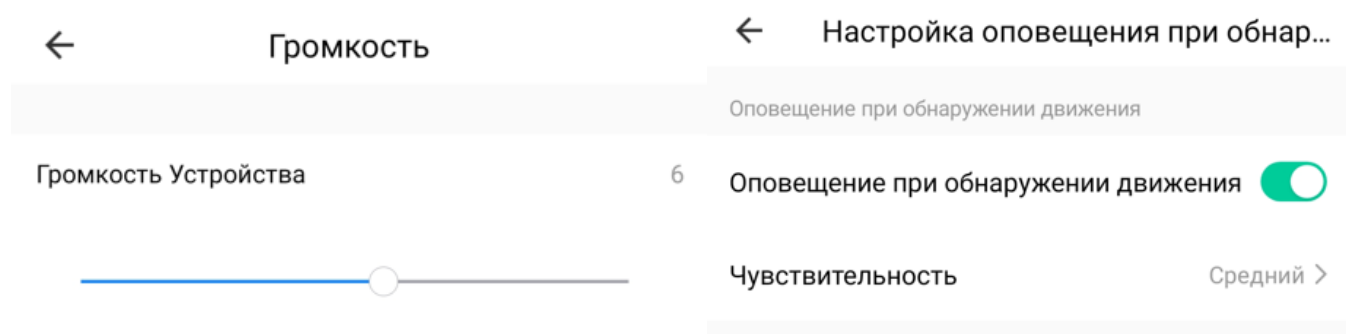 Громкость
Громкость Устройства
6
Настройка оповещения при обнар...
Оповещение при обнаружении движения
Оповещение при обнаружении движения
Чувствительность
Средний